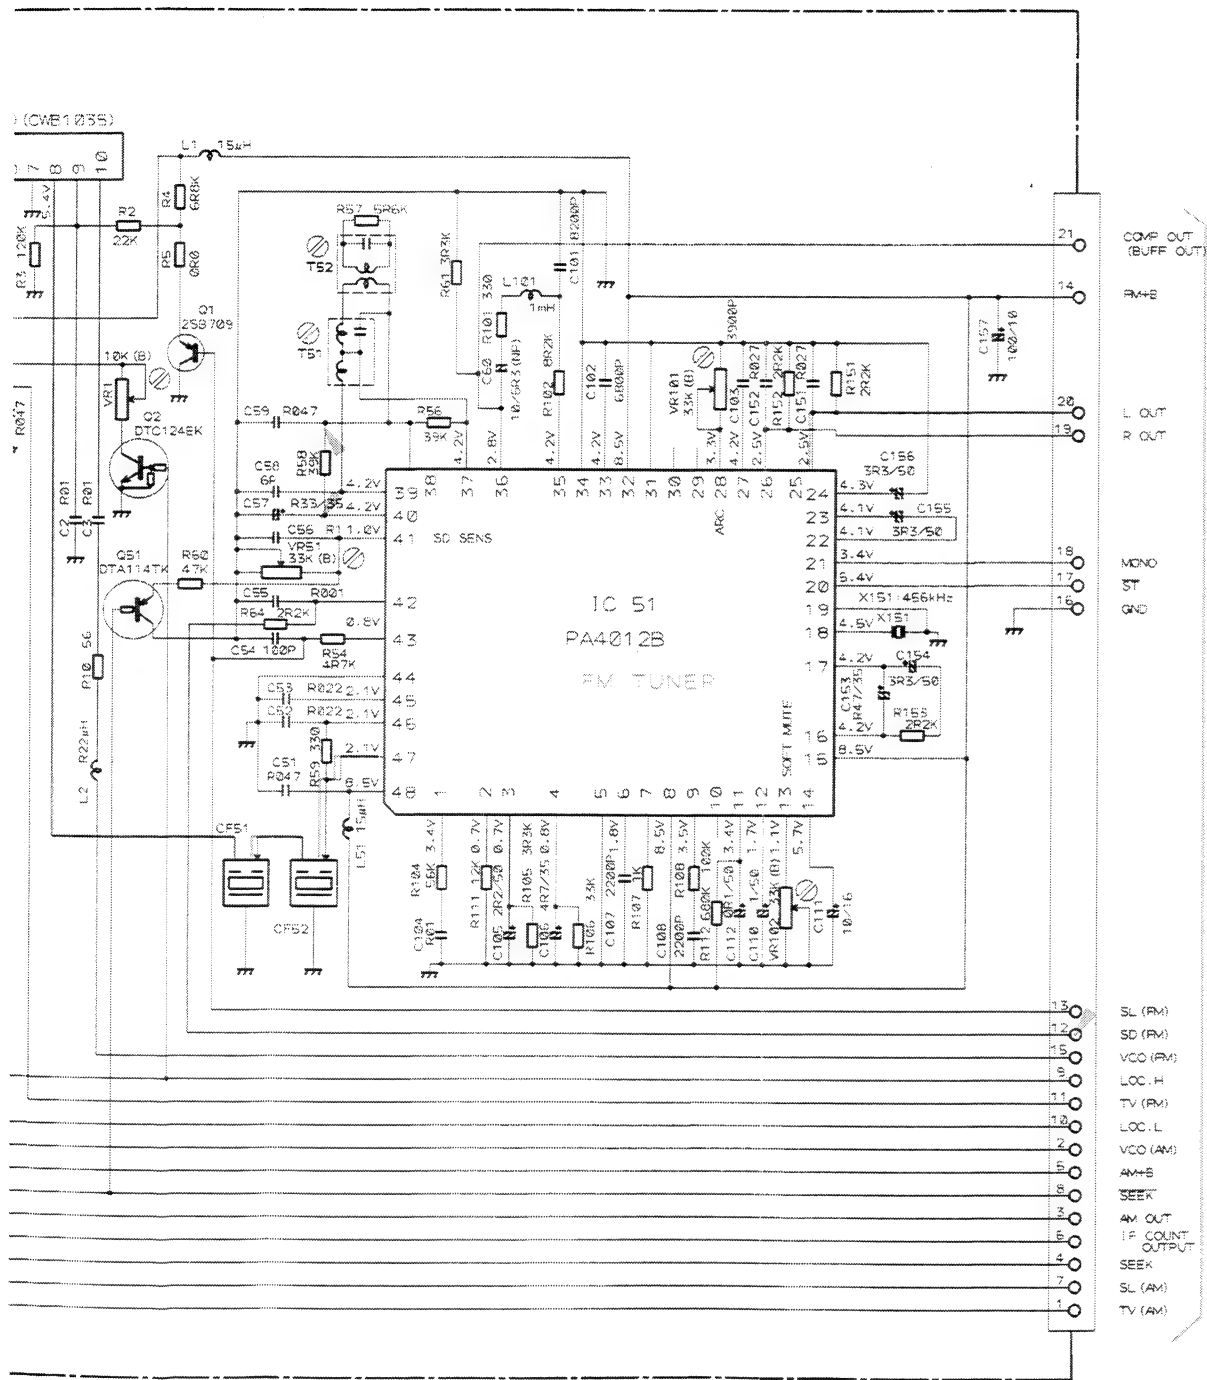 ) (CWB1035)
7 8 9 10
5.4V
L1 15μH
R4 6R8K
R2 22K
R5 0R0
R3 120K
Q1
2SB709
10K (B)
VR1
R047
Q2
DTC124EK
C2 R01
C3 R01
Q51
DTA114TK
R60
47K
R10 56
L2 R22μH
R57 5R6K
T52
T51
R61 3R3K
L101
1mH
R101 330
C60 10/6R3 (NP)
C101 8200P
R102 8R2K
C102 6800P
VR101
33K (B)
C103 3900P
C152 R027
R152 2R2K
C151 R027
R151 2R2K
C157 100/10
C59 R047
R56
39K
R58 39K
C58
6P
C57 R33/35
C56 R1
VR51
33K (B)
C55 R001
R64 2R2K
C54 100P
R54
4R7K
C53 R022
C52 R022
C51
R047
R59 330
L51 15μH
CF51
CF52
4.2V 2.8V 4.2V 4.2V 8.5V 3.3V 4.2V 2.5V 2.5V
38 37 36 35 34 33 32 31 30 29 28 27 26 25
ARC
39 4.2V
40 4.2V
41 1.0V
SD SENS
42
43 0.8V
44
45 2.1V
46 2.1V
47 2.1V
48 8.5V
IC 51
PA4012B
FM TUNER
24 4.3V
23 4.1V
22 4.1V
21 3.4V
20 5.4V
19
18 4.5V
17 4.2V
16 4.2V
15 8.5V
SOFT MUTE
C156
3R3/50
C155
3R3/50
X151:456kHz
X151
C154
3R3/50
C153
R47/35
R153
2R2K
1 2 3 4 5 6 7 8 9 10 11 12 13 14
3.4V 0.7V 0.7V 0.8V 1.8V 8.5V 3.5V 3.4V 1.7V 1.1V 5.7V
R104 56K
C104 R01
R111 12K
C105 2R2/50
R105 3R3K
C106 4R7/35
R106 33K
C107 2200P
R107 1K
C108 2200P
R108 100K
R112 680K
C112 0R1/50
C110 1/50
VR102 33K (B)
C111 10/16
21 COMP OUT
(BUFF OUT)
14 FM+B
20 L OUT
19 R OUT
18 MONO
17 ST
16 GND
13 SL (FM)
12 SD (FM)
15 VCO (FM)
9 LOC.H
11 TV (FM)
10 LOC.L
2 VCO (AM)
5 AM+B
8 SEEK
3 AM OUT
6 IF COUNT
OUTPUT
4 SEEK
7 SL (AM)
1 TV (AM)